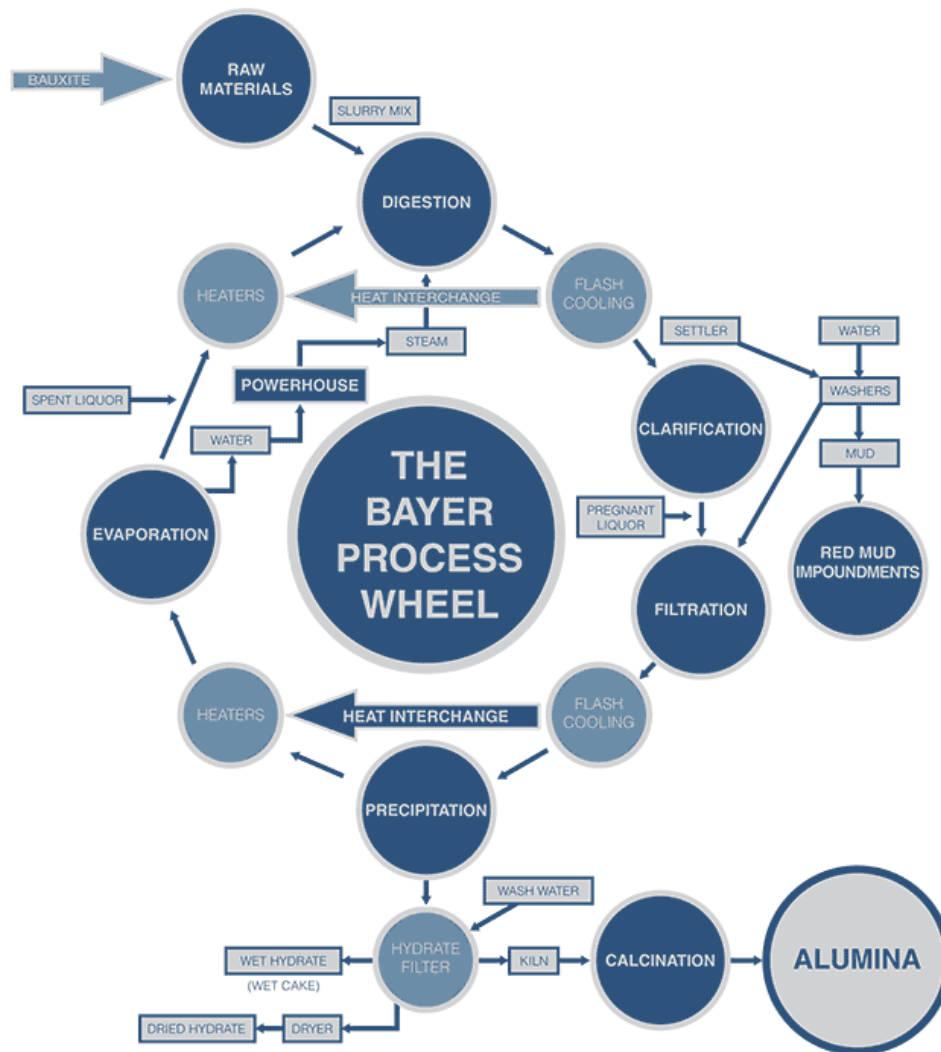 BAUXITE
RAW
MATERIALS
SLURRY MIX
DIGESTION
HEATERS
HEAT INTERCHANGE
FLASH
COOLING
STEAM
SETTLER
WATER
POWERHOUSE
WASHERS
SPENT LIQUOR
WATER
CLARIFICATION
MUD
THE
BAYER
PROCESS
WHEEL
EVAPORATION
PREGNANT
LIQUOR
RED MUD
IMPOUNDMENTS
FILTRATION
HEATERS
HEAT INTERCHANGE
FLASH
COOLING
PRECIPITATION
WASH WATER
HYDRATE
FILTER
WET HYDRATE
(WET CAKE)
KILN
CALCINATION
ALUMINA
DRIED HYDRATE
DRYER